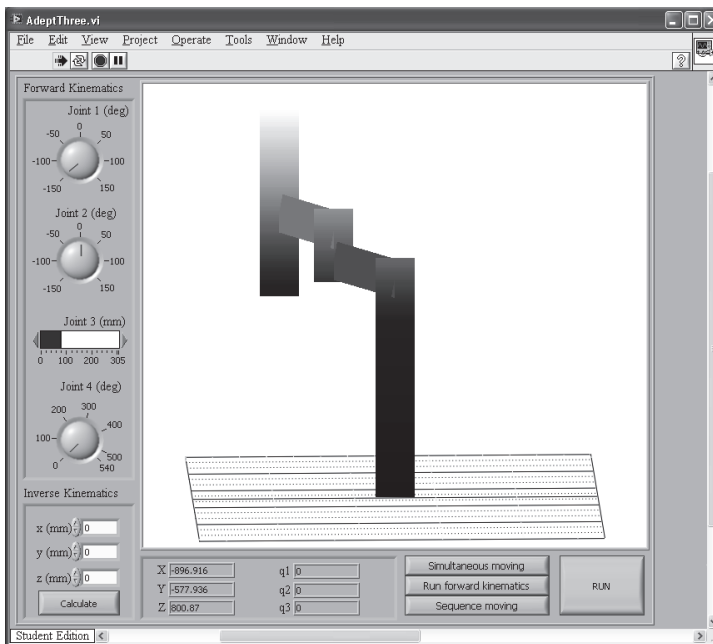 AdeptThree.vi
File Edit View Project Operate Tools Window Help
?
Forward Kinematics
Joint 1 (deg)
0
-50 50
-100 -100
-150 150
Joint 2 (deg)
0
-50 50
-100 -100
-150 150
Joint 3 (mm)
0 100 200 305
Joint 4 (deg)
200 300
100 400
0 500
540
Inverse Kinematics
x (mm) 0
y (mm) 0
z (mm) 0
Calculate
X -896.916 q1 0
Y -577.936 q2 0
Z 800.87 q3 0
Simultaneous moving
Run forward kinematics
Sequence moving
RUN
Student Edition